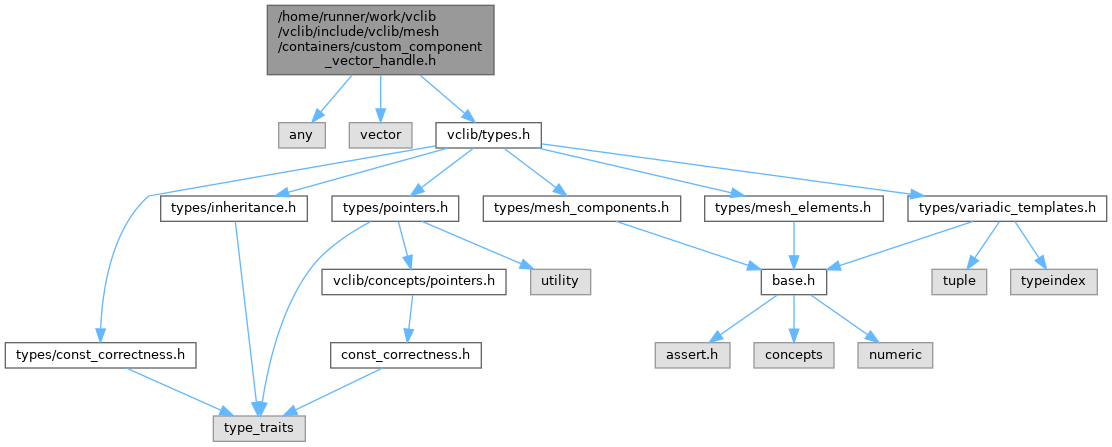 /home/runner/work/vclib
/vclib/include/vclib/mesh
/containers/custom_component
_vector_handle.h
any
vector
vclib/types.h
types/inheritance.h
types/pointers.h
types/mesh_components.h
types/mesh_elements.h
types/variadic_templates.h
vclib/concepts/pointers.h
utility
base.h
tuple
typeindex
types/const_correctness.h
const_correctness.h
assert.h
concepts
numeric
type_traits